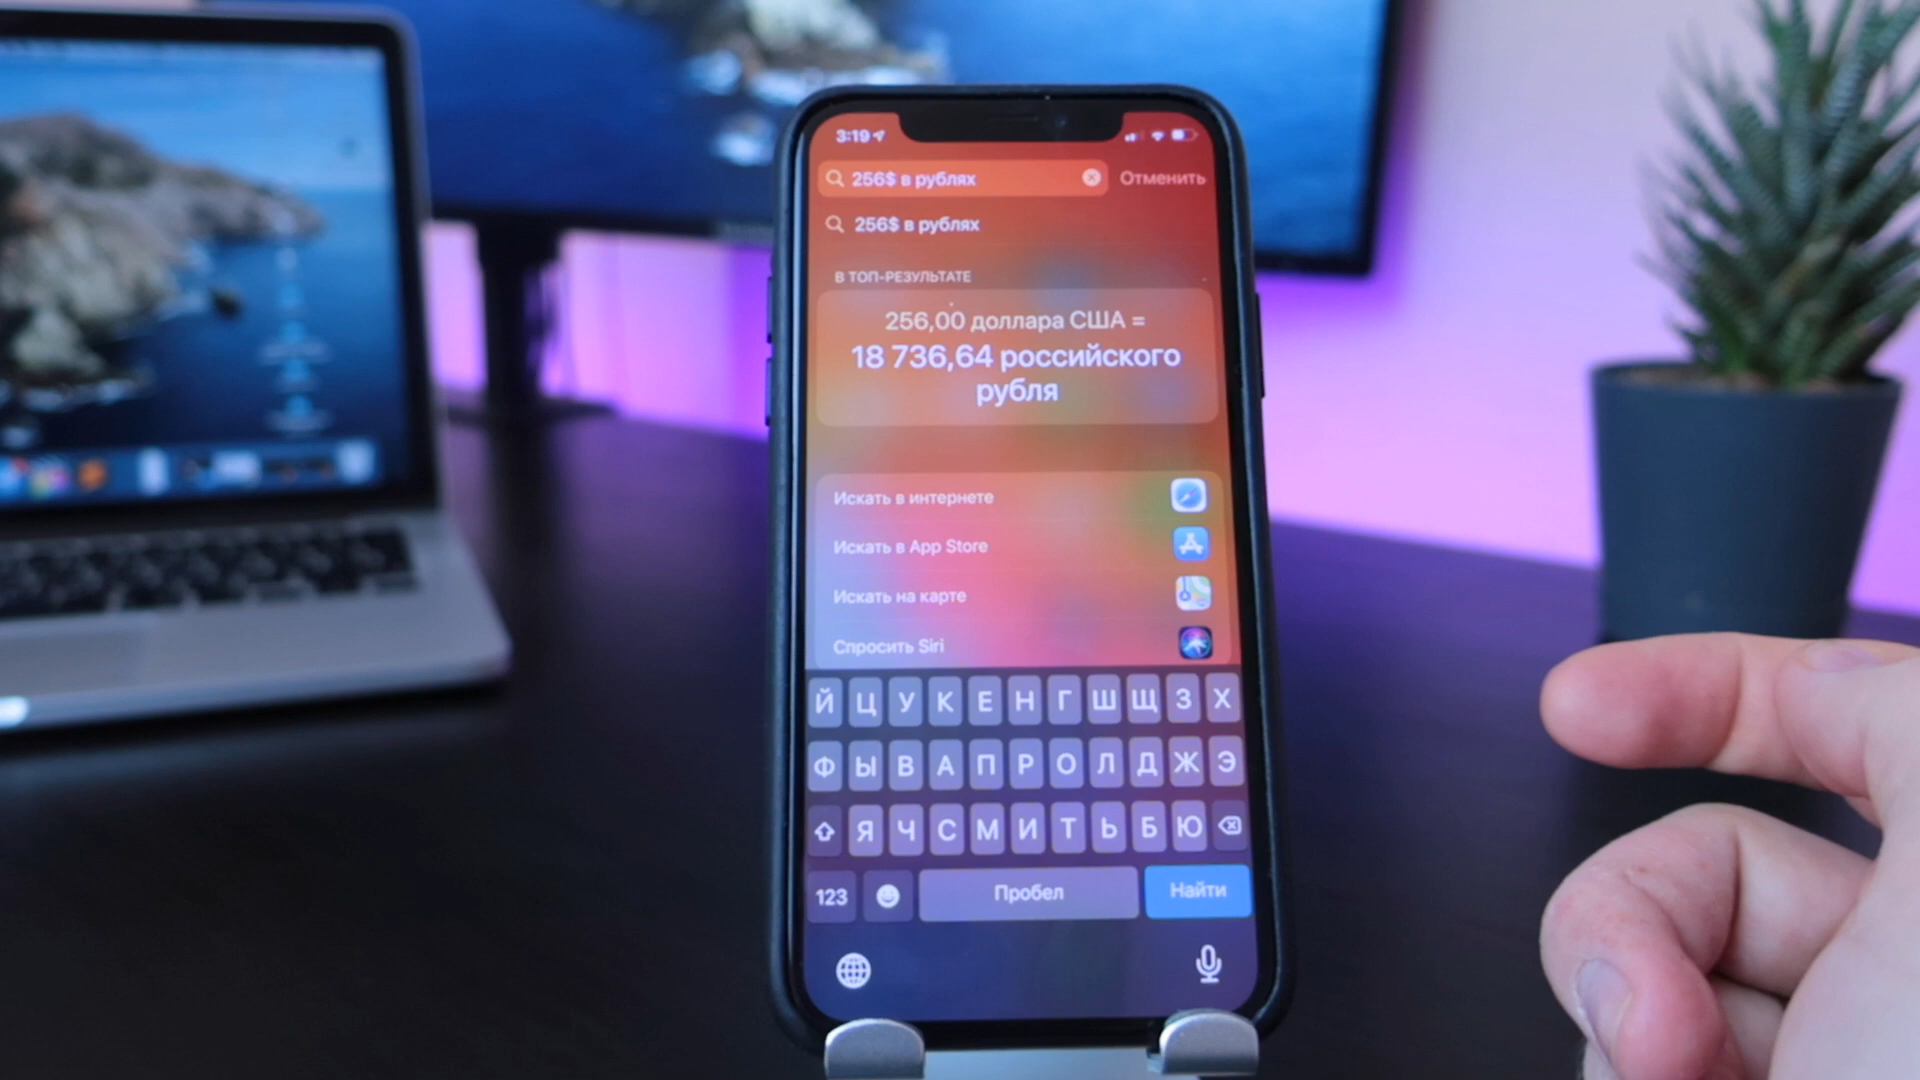 3:19
256$ в рублях
Отменить
256$ в рублях
В ТОП-РЕЗУЛЬТАТЕ
256,00 доллара США =
18 736,64 российского
рубля
Искать в интернете
Искать в App Store
Искать на карте
Спросить Siri
Й Ц У К Е Н Г Ш Щ З Х
Ф Ы В А П Р О Л Д Ж Э
Я Ч С М И Т Ь Б Ю
123
Пробел
Найти